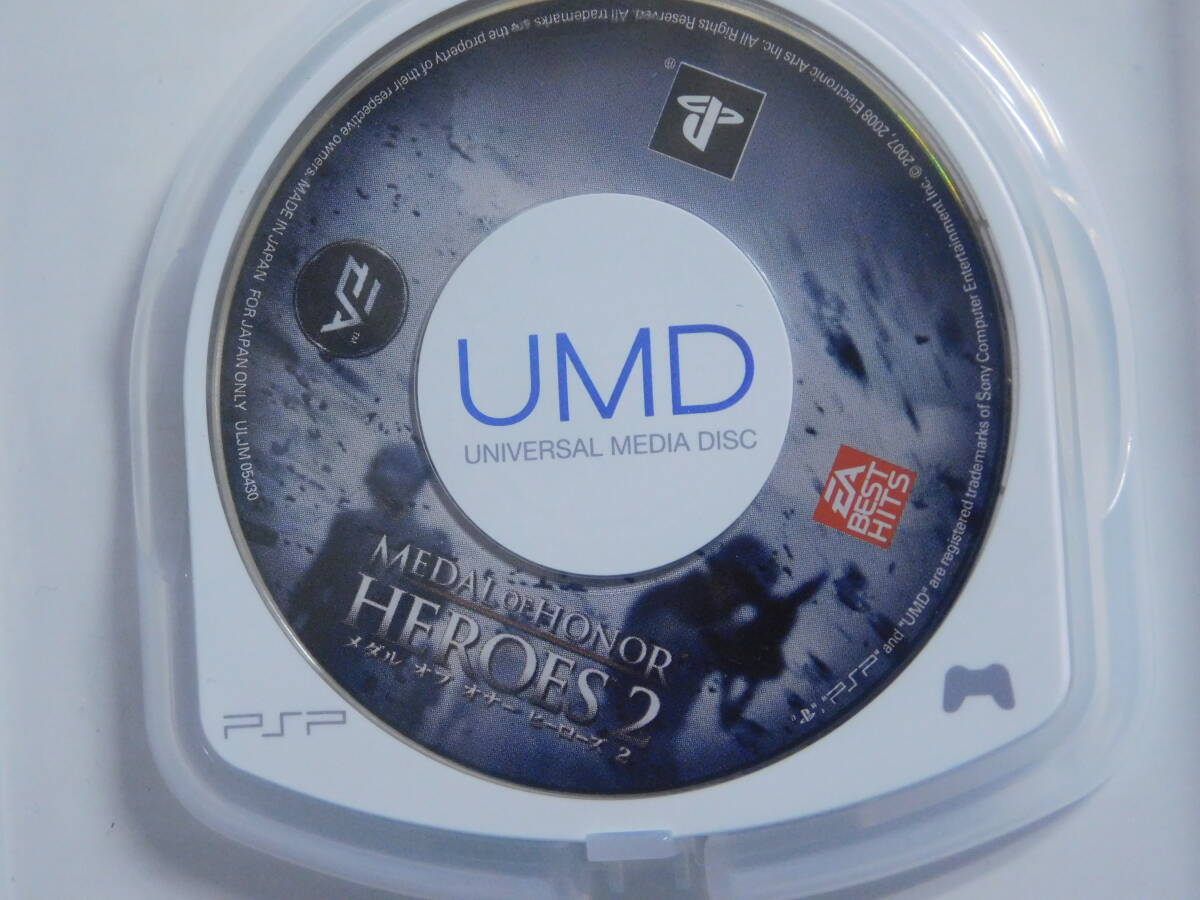 UMD
UNIVERSAL MEDIA DISC
EA
™
®
EA
BEST
HITS
MEDAL OF HONOR
HEROES 2
メダル オブ オナー ヒーローズ 2
PSP
"PSP" and "UMD" are registered trademarks of Sony Computer Entertainment Inc. © 2007, 2008 Electronic Arts Inc. All Rights Reserved. All trademarks are the property of their respective owners. MADE IN JAPAN FOR JAPAN ONLY ULJM 05430